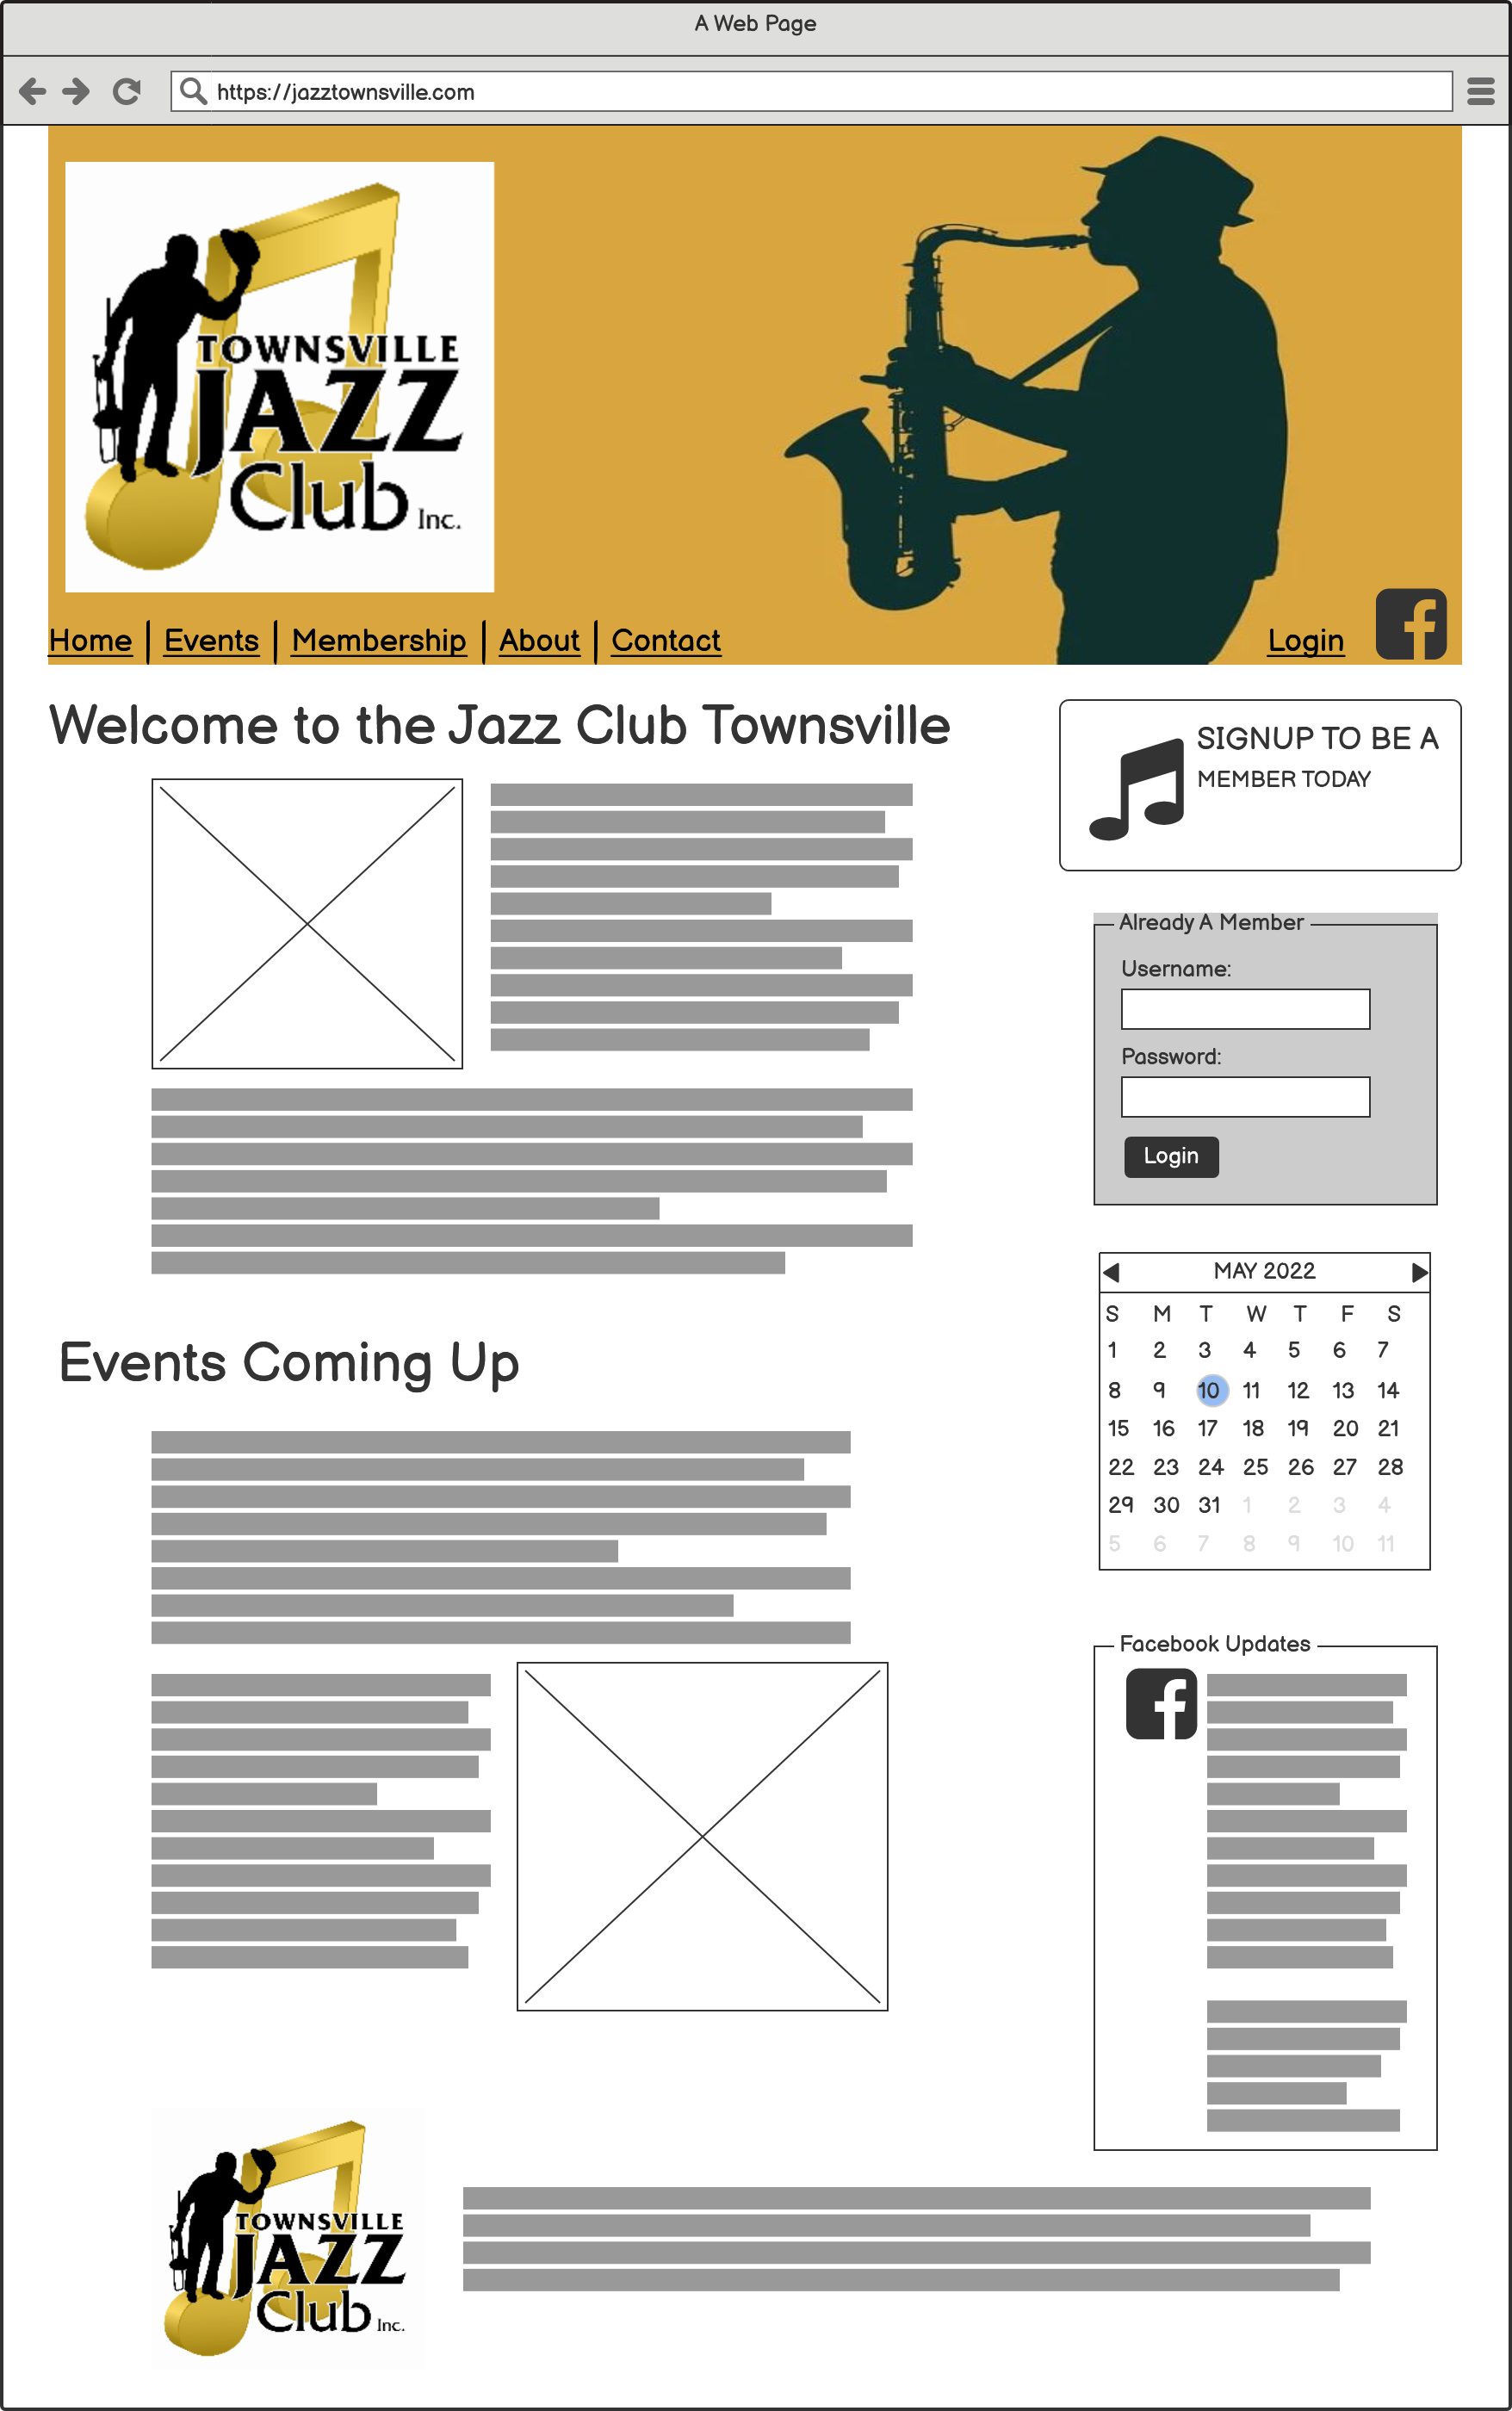 A Web Page
https://jazztownsville.com
TOWNSVILLE
JAZZ
Club Inc.
Home Events Membership About Contact Login
Welcome to the Jazz Club Townsville
SIGNUP TO BE A
MEMBER TODAY
Already A Member
Username:
Password:
Login
MAY 2022
S M T W T F S
1 2 3 4 5 6 7
8 9 10 11 12 13 14
15 16 17 18 19 20 21
22 23 24 25 26 27 28
29 30 31 1 2 3 4
5 6 7 8 9 10 11
Events Coming Up
Facebook Updates
TOWNSVILLE
JAZZ
Club Inc.